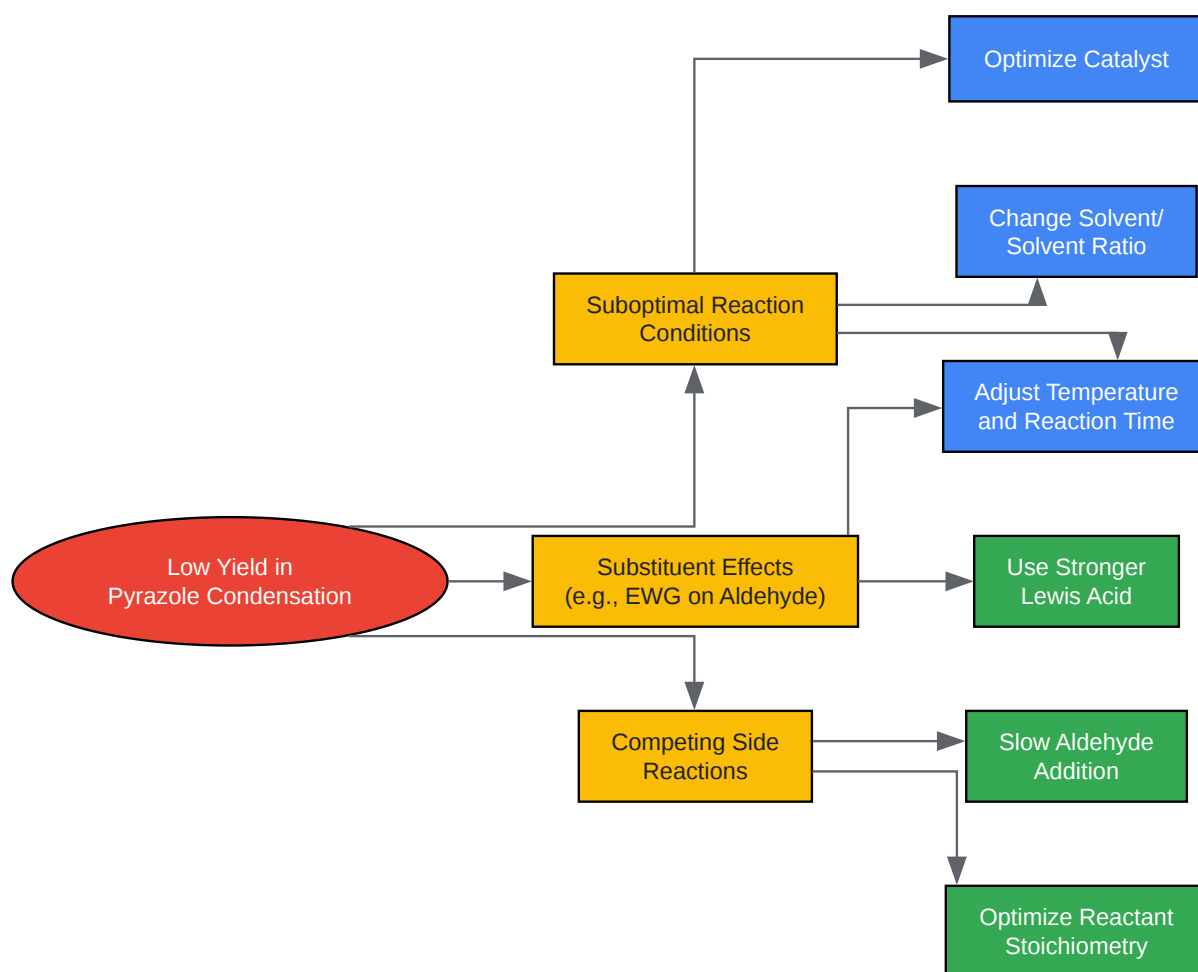 Optimize Catalyst
Change Solvent/
Solvent Ratio
Suboptimal Reaction
Conditions
Adjust Temperature
and Reaction Time
Low Yield in
Pyrazole Condensation
Substituent Effects
(e.g., EWG on Aldehyde)
Use Stronger
Lewis Acid
Competing Side
Reactions
Slow Aldehyde
Addition
Optimize Reactant
Stoichiometry